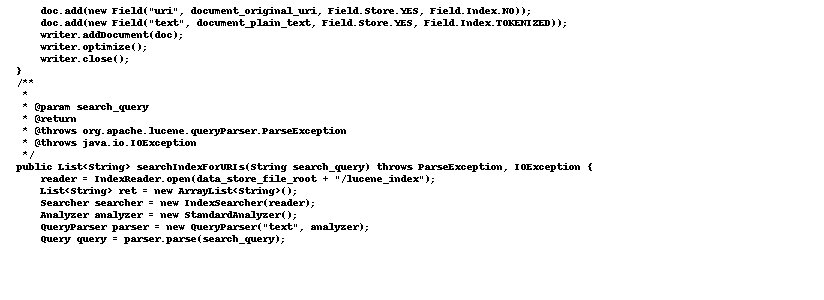 doc.add(new Field("uri", document_original_uri, Field.Store.YES, Field.Index.NO));
doc.add(new Field("text", document_plain_text, Field.Store.YES, Field.Index.TOKENIZED));
writer.addDocument(doc);
writer.optimize();
writer.close();
}
/**
*
* @param search_query
* @return
* @throws org.apache.lucene.queryParser.ParseException
* @throws java.io.IOException
*/
public List<String> searchIndexForURIs(String search_query) throws ParseException, IOException {
reader = IndexReader.open(data_store_file_root + "/lucene_index");
List<String> ret = new ArrayList<String>();
Searcher searcher = new IndexSearcher(reader);
Analyzer analyzer = new StandardAnalyzer();
QueryParser parser = new QueryParser("text", analyzer);
Query query = parser.parse(search_query);